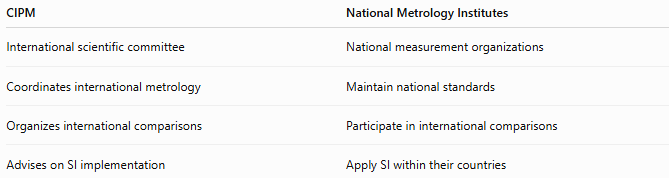 CIPM National Metrology Institutes
International scientific committee National measurement organizations
Coordinates international metrology Maintain national standards
Organizes international comparisons Participate in international comparisons
Advises on SI implementation Apply SI within their countries